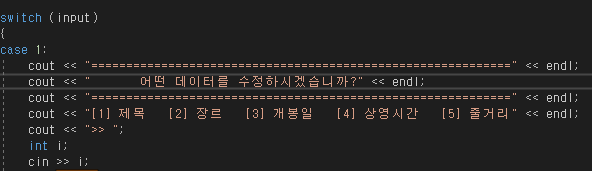 switch (input)
{
case 1:
cout << "============================================================" << endl;
cout << "      어떤 데이터를 수정하시겠습니까?" << endl;
cout << "============================================================" << endl;
cout << "[1] 제목   [2] 장르   [3] 개봉일   [4] 상영시간   [5] 줄거리" << endl;
cout << ">> ";
int i;
cin >> i;